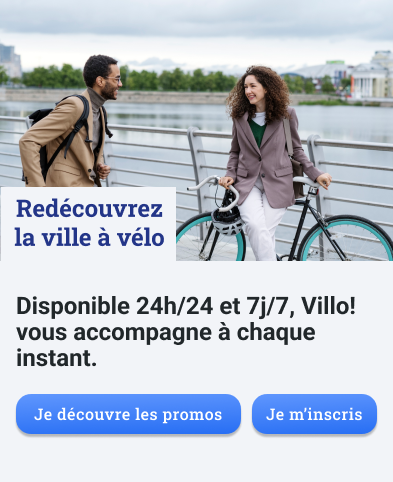 Redécouvrez
la ville à vélo
Disponible 24h/24 et 7j/7, Villo!
vous accompagne à chaque
instant.
Je découvre les promos
Je m'inscris